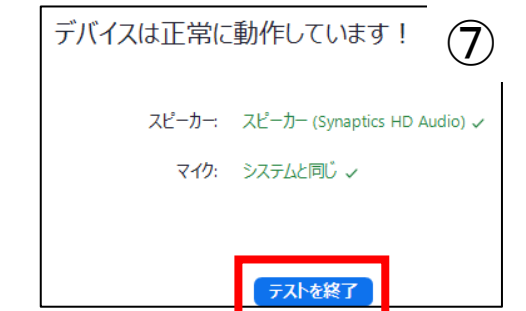 デバイスは正常に動作しています！
⑦
スピーカー: スピーカー (Synaptics HD Audio) ✓
マイク: システムと同じ ✓
テストを終了